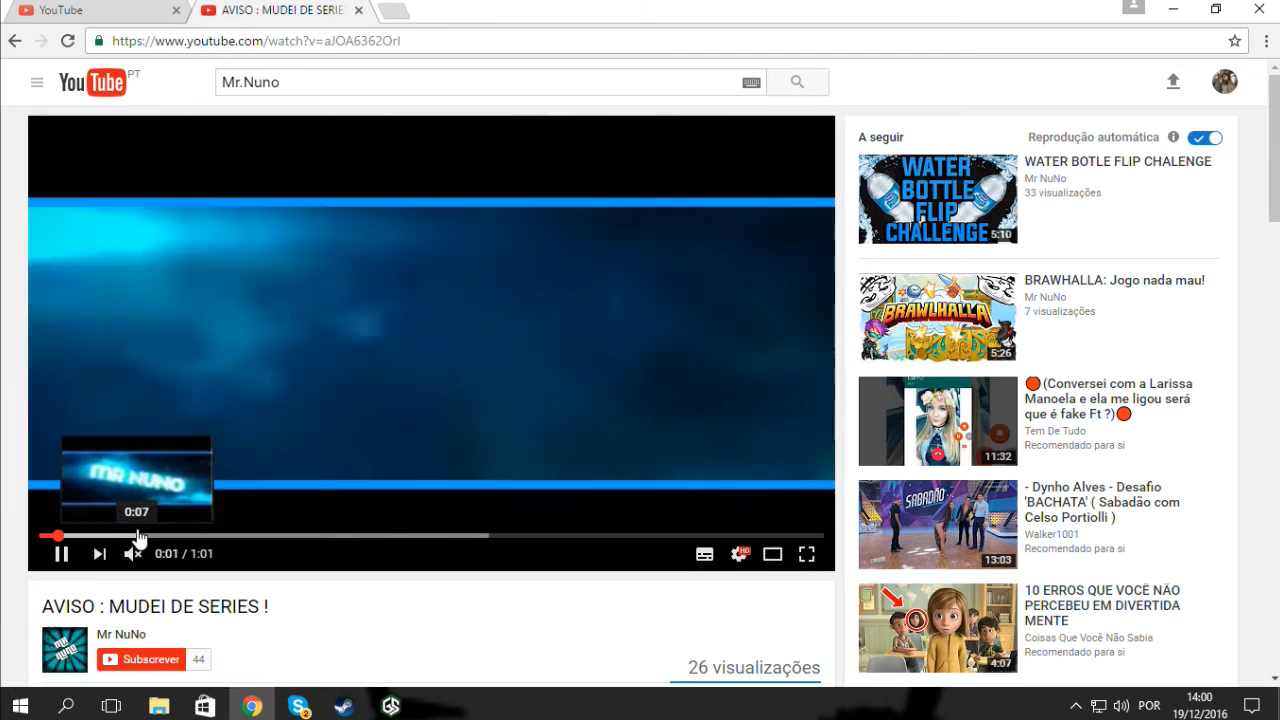 YouTube
AVISO : MUDEI DE SERIE
https://www.youtube.com/watch?v=aJOA6362OrI
YouTube PT
Mr.Nuno
A seguir
Reprodução automática
WATER
BOTTLE
FLIP
CHALLENGE
5:10
WATER BOTLE FLIP CHALENGE
Mr NuNo
33 visualizações
BRAWLHALLA
5:26
BRAWHALLA: Jogo nada mau!
Mr NuNo
7 visualizações
11:32
(Conversei com a Larissa
Manoela e ela me ligou será
que é fake Ft ?)
Tem De Tudo
Recomendado para si
SABADÃO
13:03
- Dynho Alves - Desafio
'BACHATA' ( Sabadão com
Celso Portiolli )
Walker1001
Recomendado para si
4:07
10 ERROS QUE VOCÊ NÃO
PERCEBEU EM DIVERTIDA
MENTE
Coisas Que Você Não Sabia
Recomendado para si
MR NUNO
0:07
0:01 / 1:01
HD
AVISO : MUDEI DE SERIES !
MR
NUNO
Mr NuNo
Subscrever 44
26 visualizações
2
GS
POR
14:00
19/12/2016